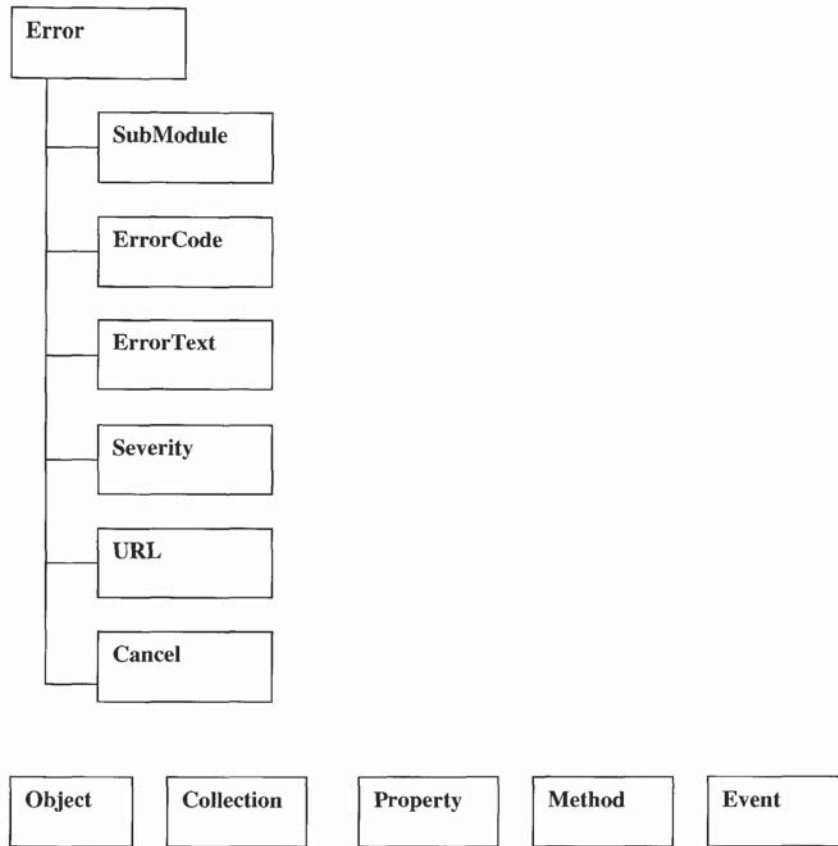 Error
SubModule
ErrorCode
ErrorText
Severity
URL
Cancel
Object Collection Property Method Event